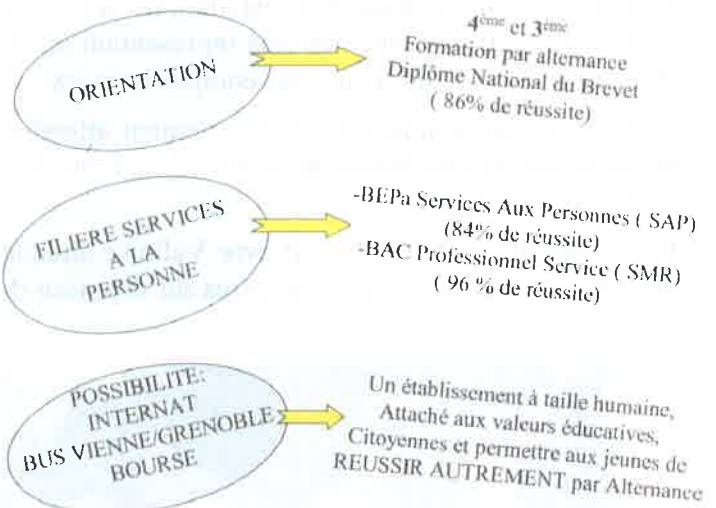 ORIENTATION
4ème et 3ème
Formation par alternance
Diplôme National du Brevet
( 86% de réussite)
FILIERE SERVICES
A LA
PERSONNE
-BEPa Services Aux Personnes ( SAP)
(84% de réussite)
-BAC Professionnel Service ( SMR)
( 96 % de réussite)
POSSIBILITE:
INTERNAT
BUS VIENNE/GRENOBLE
BOURSE
Un établissement à taille humaine,
Attaché aux valeurs éducatives,
Citoyennes et permettre aux jeunes de
REUSSIR AUTREMENT par Alternance